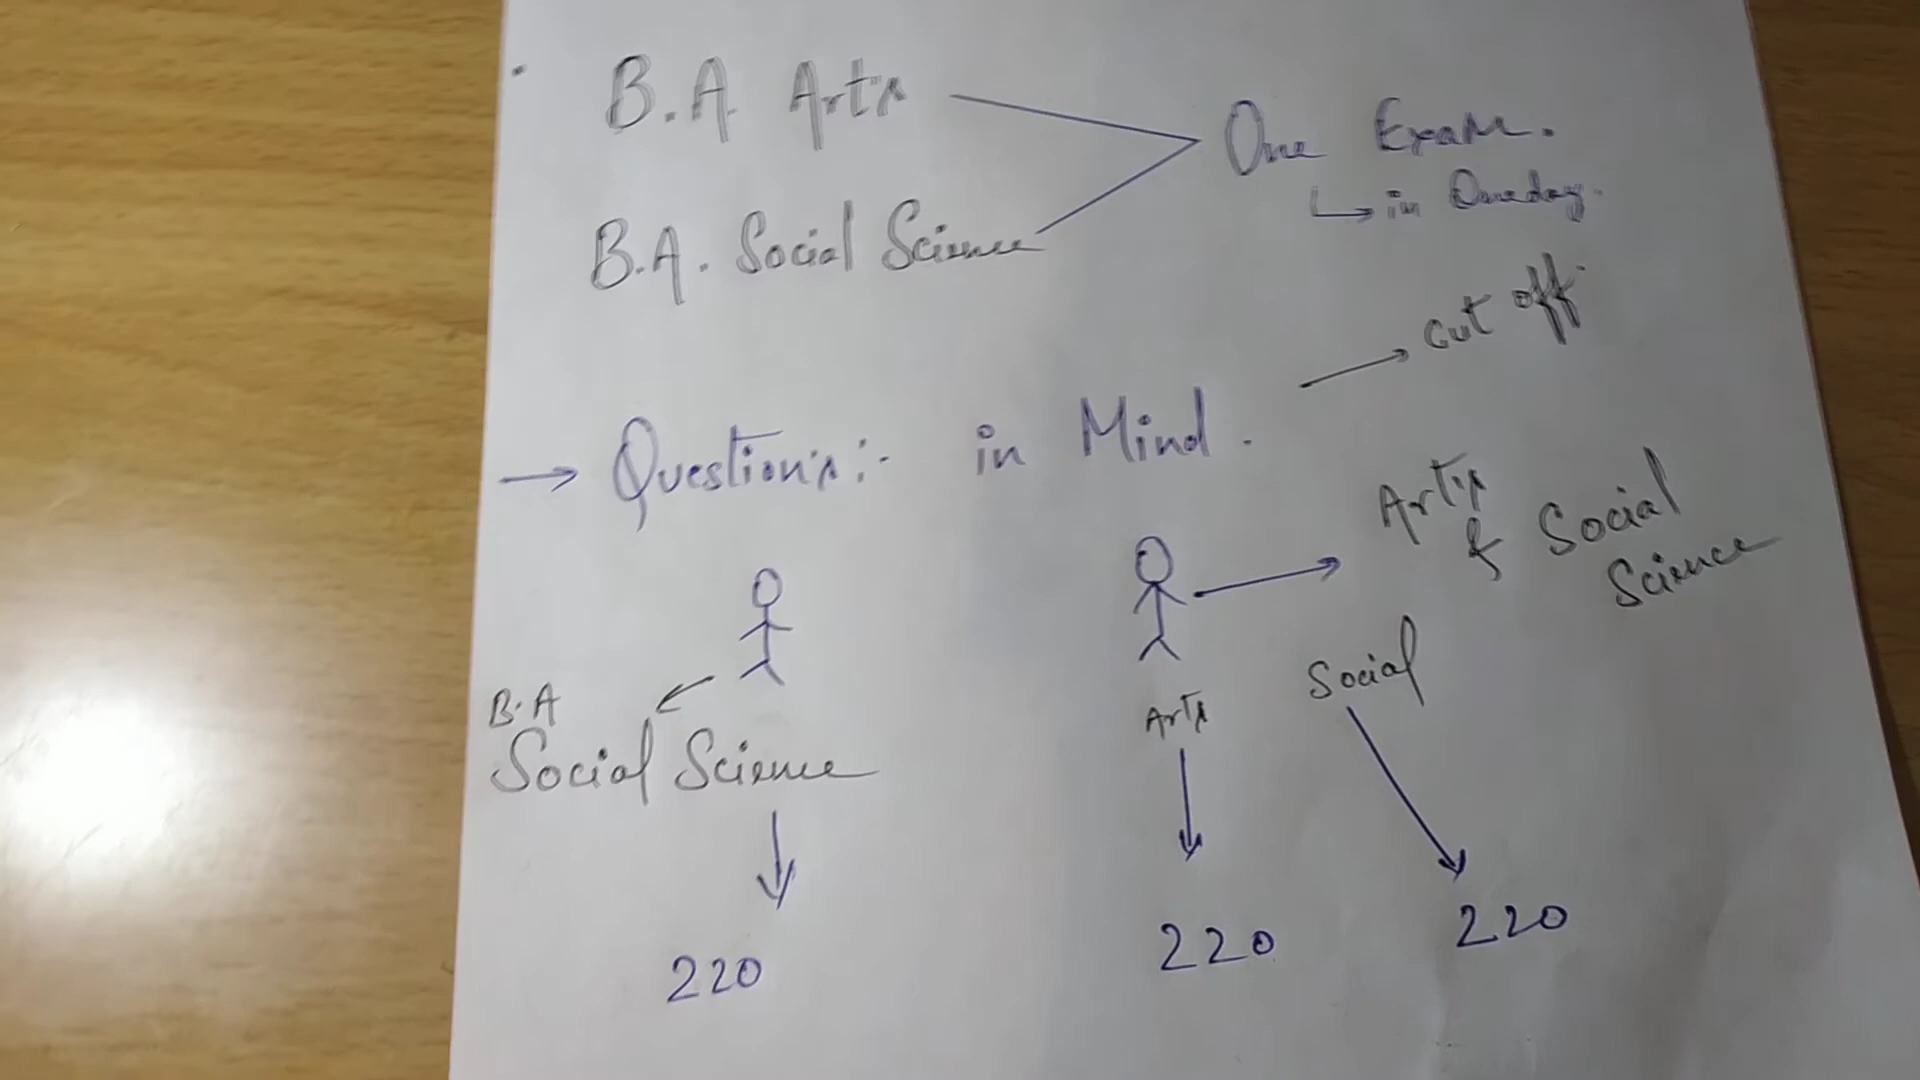 B.A. Arts
One Exam.
in Oneday.
B.A. Social Science
cut off
Question's:- in Mind.
Arts
& Social
Science
B.A
Social Science
Arts
Social
220
220
220